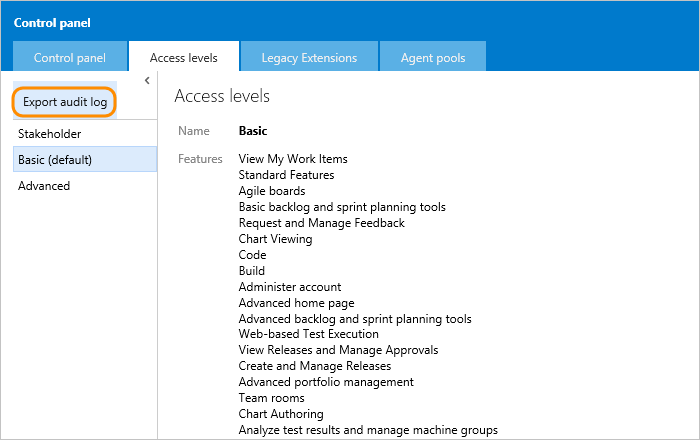 Control panel
Control panel
Access levels
Legacy Extensions
Agent pools
Export audit log
Stakeholder
Basic (default)
Advanced
Access levels
Name Basic
Features View My Work Items
Standard Features
Agile boards
Basic backlog and sprint planning tools
Request and Manage Feedback
Chart Viewing
Code
Build
Administer account
Advanced home page
Advanced backlog and sprint planning tools
Web-based Test Execution
View Releases and Manage Approvals
Create and Manage Releases
Advanced portfolio management
Team rooms
Chart Authoring
Analyze test results and manage machine groups